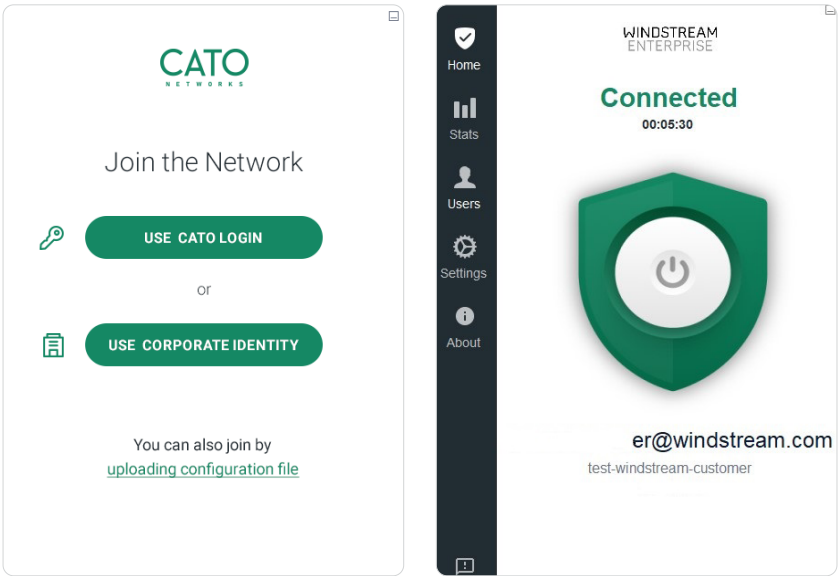 CATO
NETWORKS
Join the Network
USE CATO LOGIN
or
USE CORPORATE IDENTITY
You can also join by
uploading configuration file
Home
Stats
Users
Settings
About
WINDSTREAM
ENTERPRISE
Connected
00:05:30
er@windstream.com
test-windstream-customer